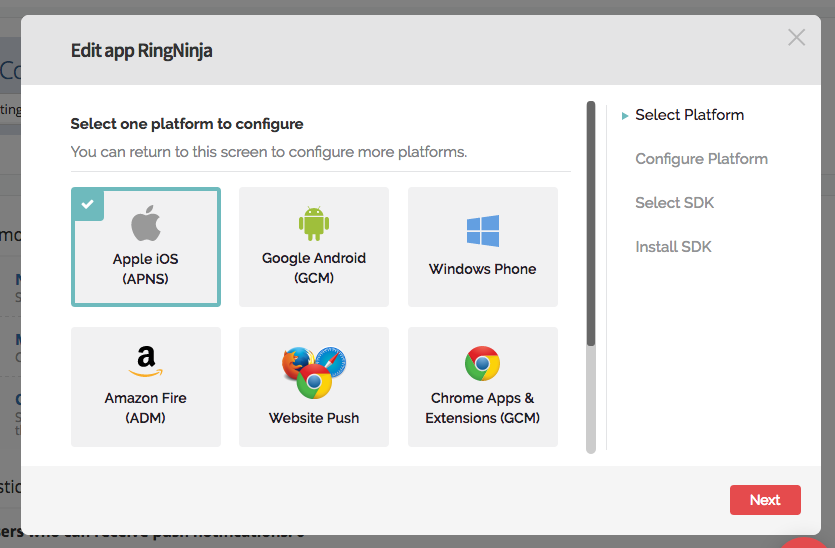 Edit app RingNinja
Select one platform to configure
You can return to this screen to configure more platforms.
Apple iOS
(APNS)
Google Android
(GCM)
Windows Phone
Amazon Fire
(ADM)
Website Push
Chrome Apps &
Extensions (GCM)
Select Platform
Configure Platform
Select SDK
Install SDK
Next